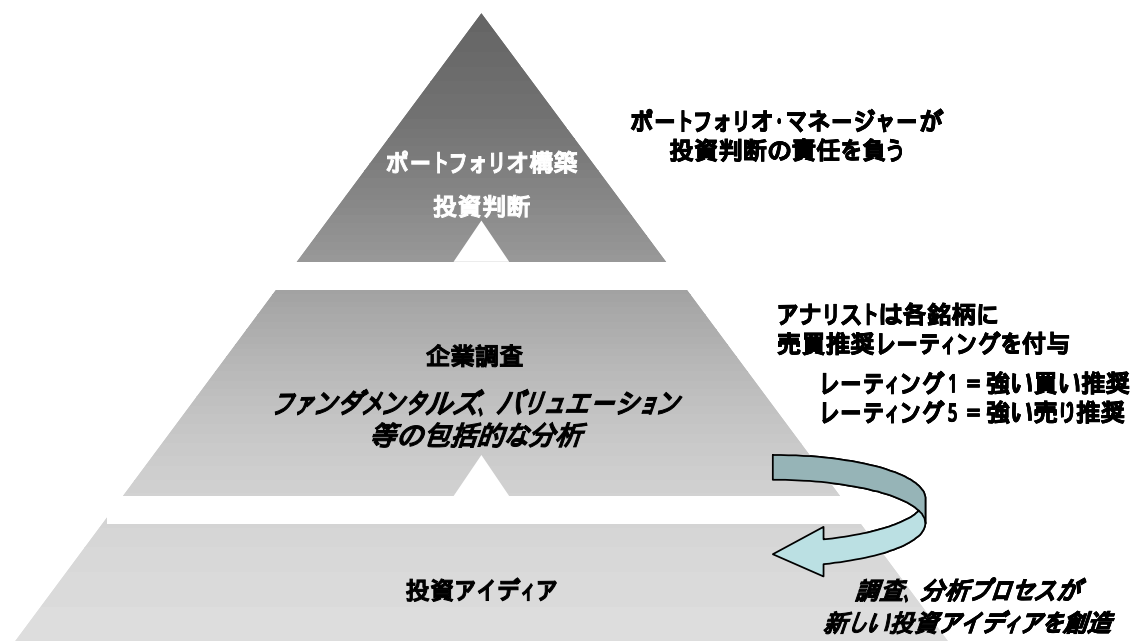 ポートフォリオ・マネージャーが
投資判断の責任を負う
ポートフォリオ構築
投資判断
アナリストは各銘柄に
売買推奨レーティングを付与
レーティング1 = 強い買い推奨
レーティング5 = 強い売り推奨
企業調査
ファンダメンタルズ、バリュエーション
等の包括的な分析
投資アイディア
調査、分析プロセスが
新しい投資アイディアを創造